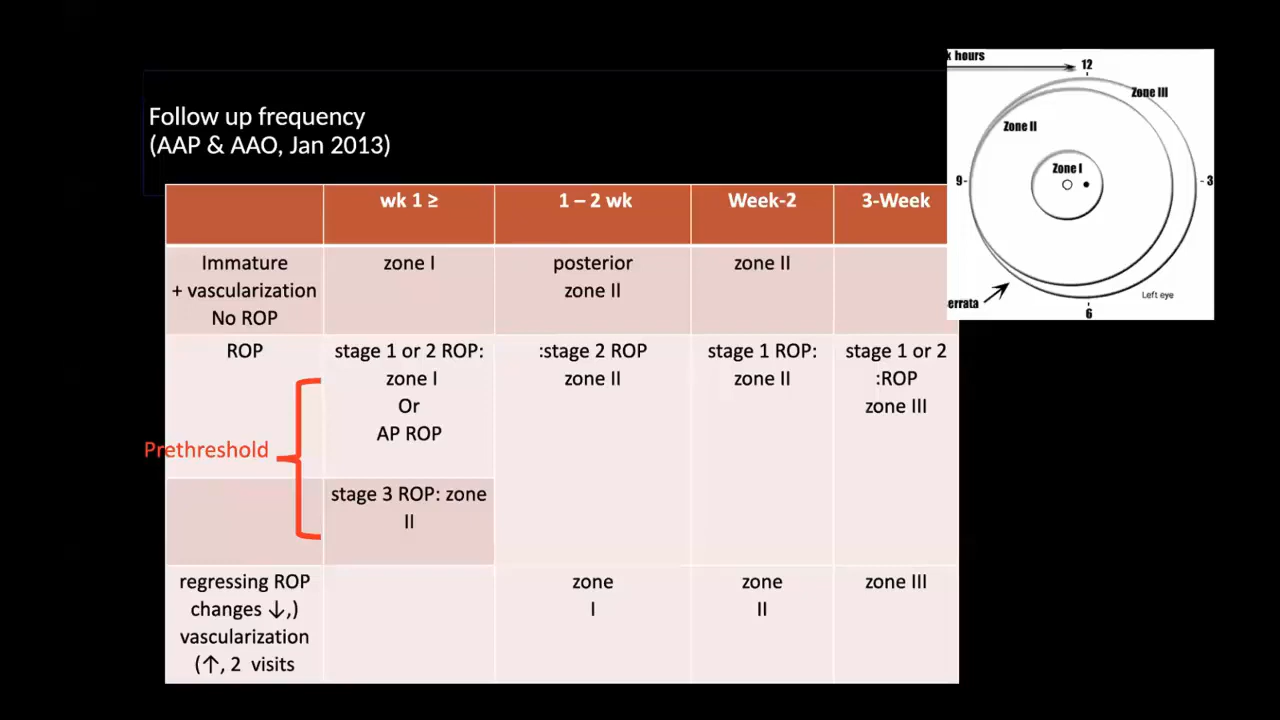 Follow up frequency
(AAP & AAO, Jan 2013)
wk 1 ≥
1 – 2 wk
Week-2
3-Week
Immature
+ vascularization
No ROP
zone I
posterior
zone II
zone II
ROP
stage 1 or 2 ROP:
zone I
Or
AP ROP
:stage 2 ROP
zone II
stage 1 ROP:
zone II
stage 1 or 2
:ROP
zone III
Prethreshold
stage 3 ROP: zone
II
regressing ROP
changes ↓,)
vascularization
(↑, 2 visits
zone
I
zone
II
zone III
k hours
12
Zone III
Zone II
Zone I
9-
-3
errata
Left eye
6